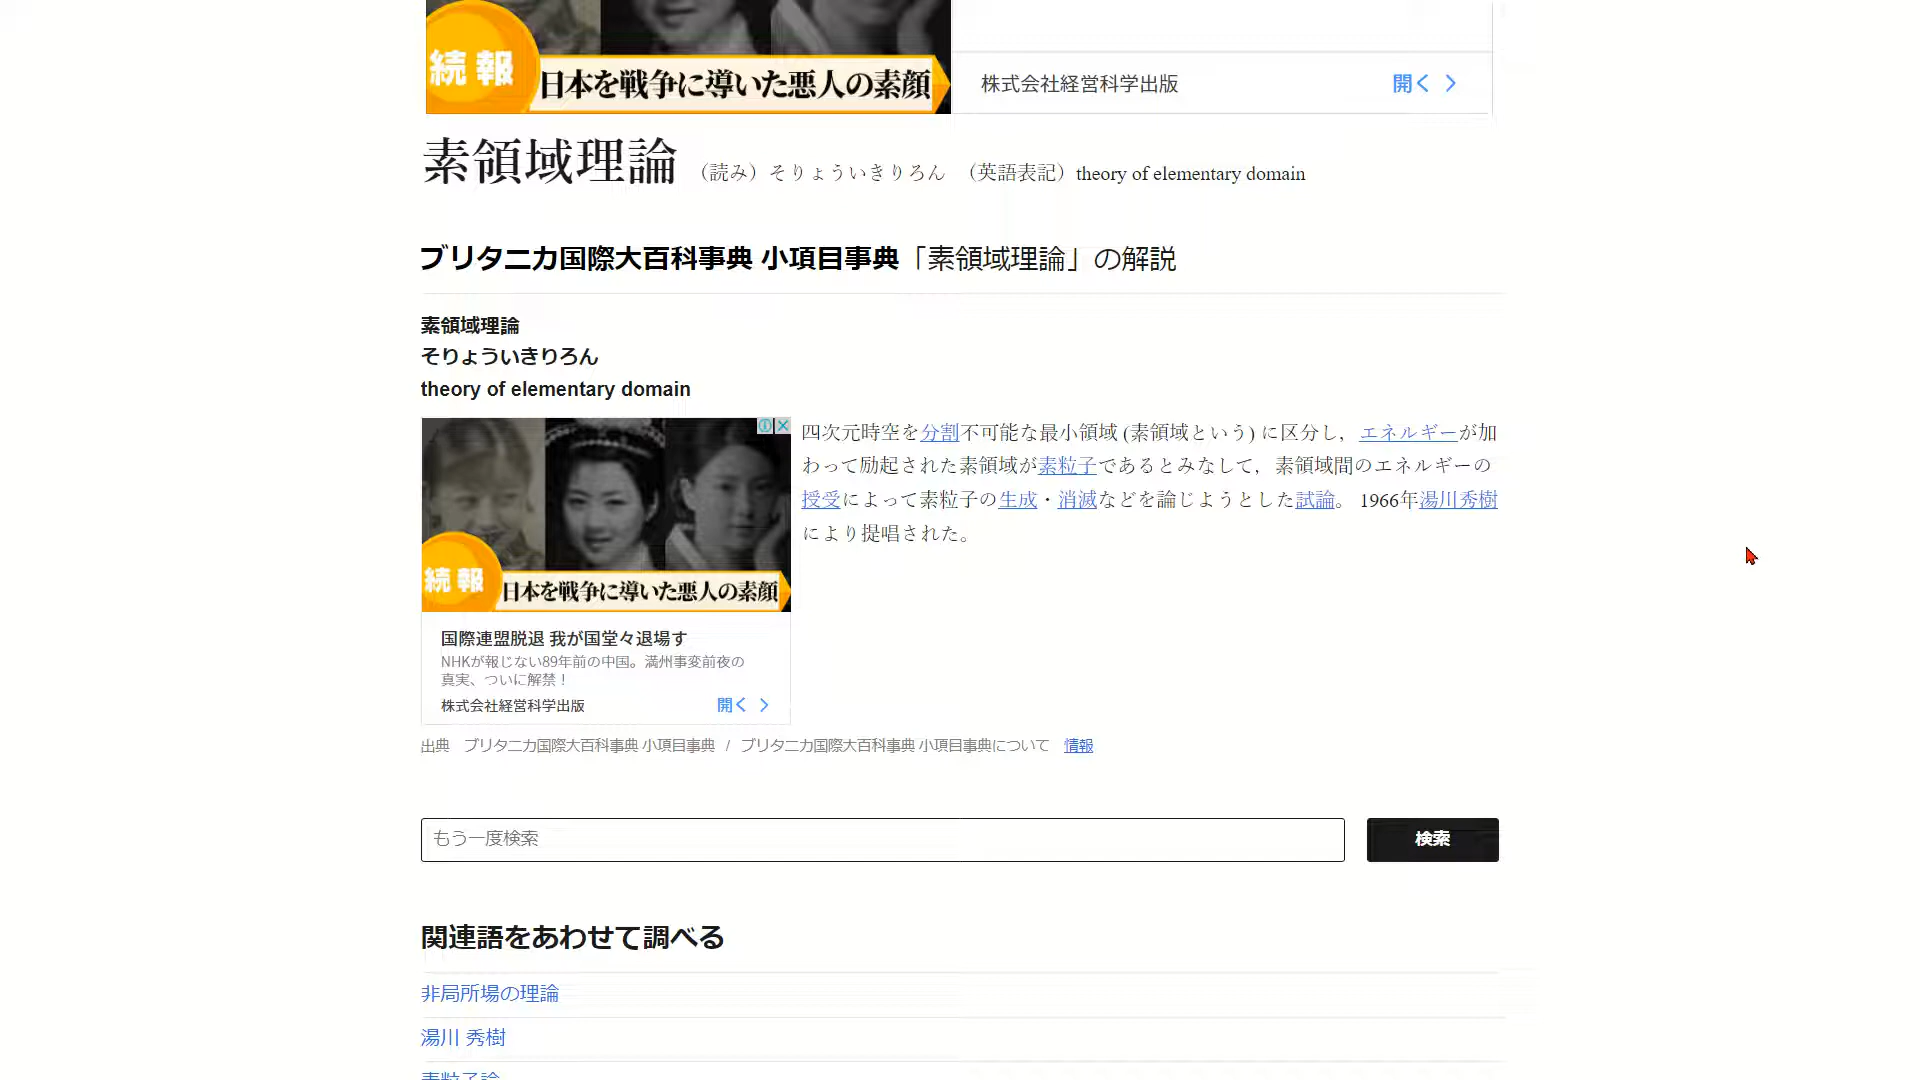 続報
日本を戦争に導いた悪人の素顔
株式会社経営科学出版
開く
素領域理論 （読み）そりょういきりろん （英語表記）theory of elementary domain
ブリタニカ国際大百科事典 小項目事典「素領域理論」の解説
素領域理論
そりょういきりろん
theory of elementary domain
四次元時空を分割不可能な最小領域 (素領域という) に区分し，エネルギーが加
わって励起された素領域が素粒子であるとみなして，素領域間のエネルギーの
授受によって素粒子の生成・消滅などを論じようとした試論。 1966年湯川秀樹
により提唱された。
続報
日本を戦争に導いた悪人の素顔
国際連盟脱退 我が国堂々退場す
NHKが報じない89年前の中国。満州事変前夜の
真実、ついに解禁！
株式会社経営科学出版
開く
出典 ブリタニカ国際大百科事典 小項目事典 / ブリタニカ国際大百科事典 小項目事典について 情報
もう一度検索
検索
関連語をあわせて調べる
非局所場の理論
湯川 秀樹
素粒子論